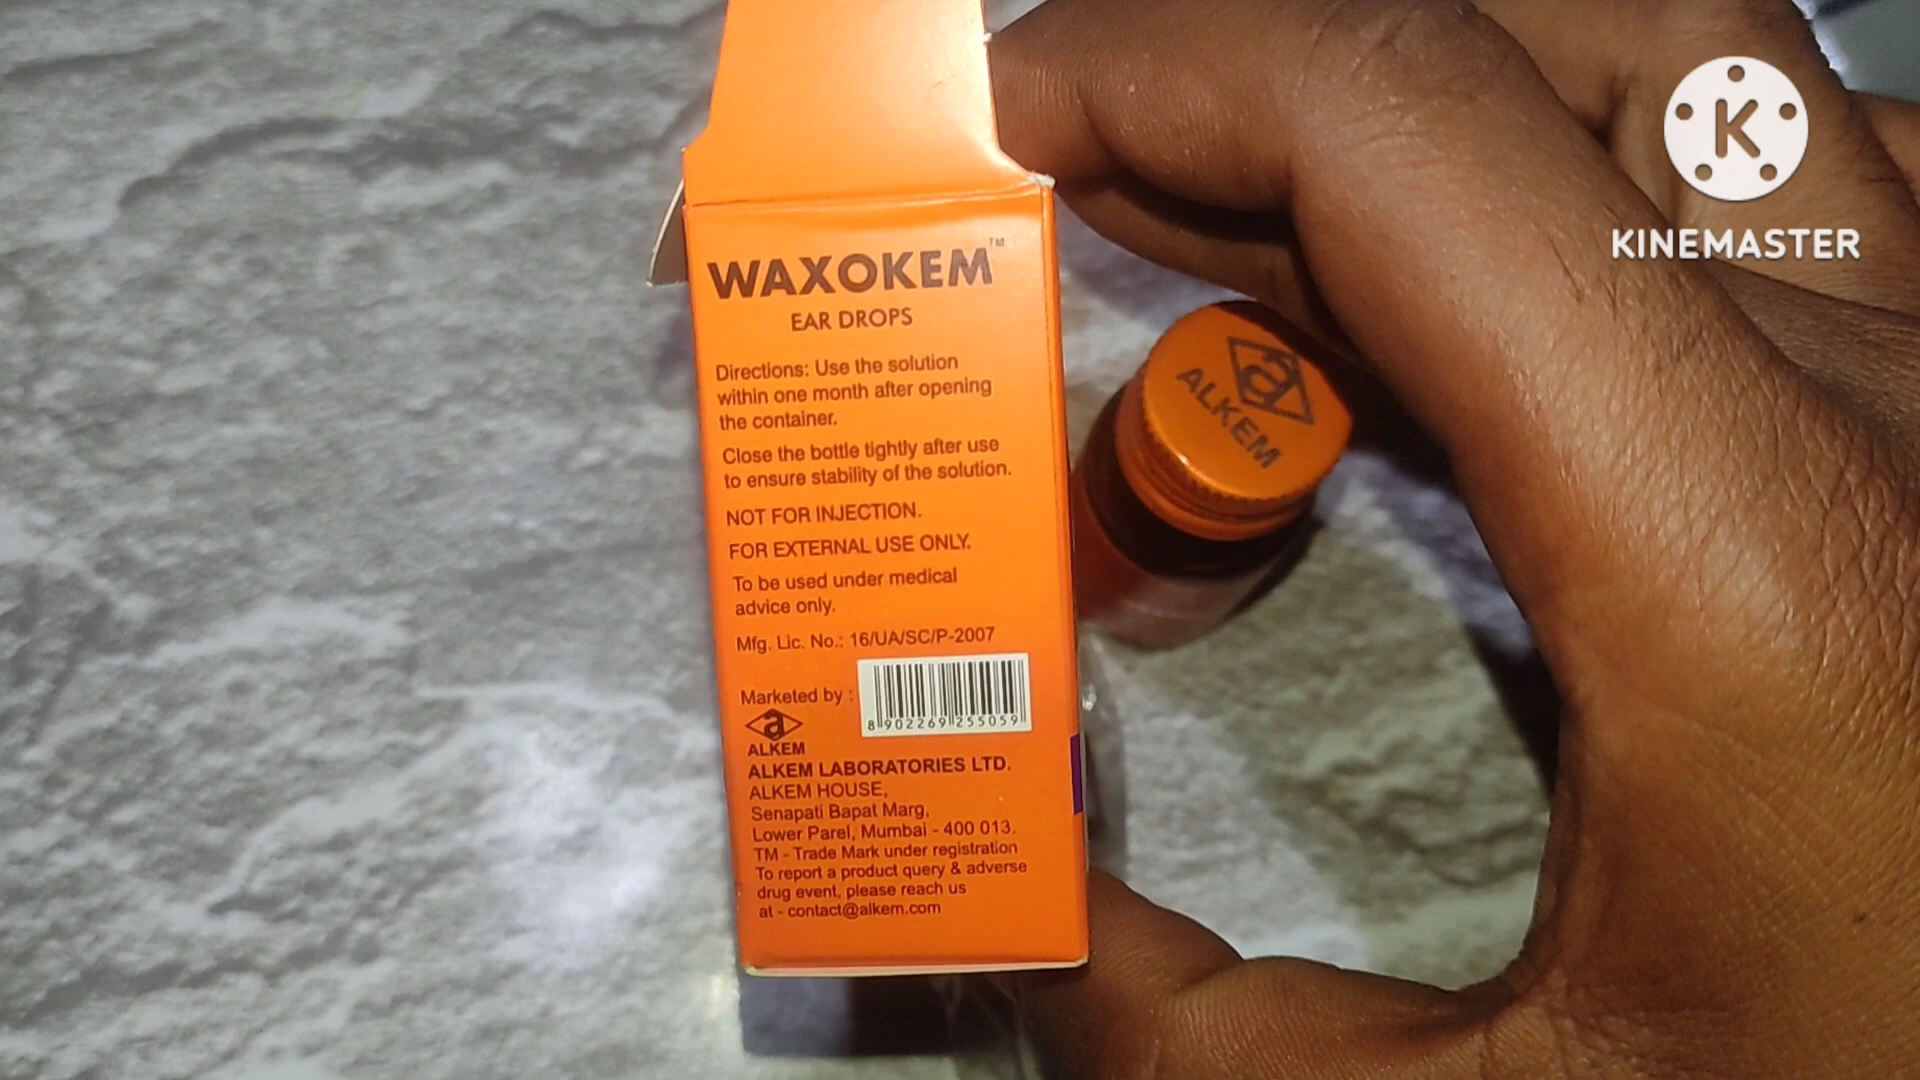 WAXOKEM™
EAR DROPS
Directions: Use the solution
within one month after opening
the container.
Close the bottle tightly after use
to ensure stability of the solution.
NOT FOR INJECTION.
FOR EXTERNAL USE ONLY.
To be used under medical
advice only.
Mfg. Lic. No.: 16/UA/SC/P-2007
Marketed by :
8 902269 255059
a
ALKEM
ALKEM LABORATORIES LTD.
ALKEM HOUSE,
Senapati Bapat Marg,
Lower Parel, Mumbai - 400 013.
TM - Trade Mark under registration
To report a product query & adverse
drug event, please reach us
at - contact@alkem.com
a
ALKEM
K
KINEMASTER